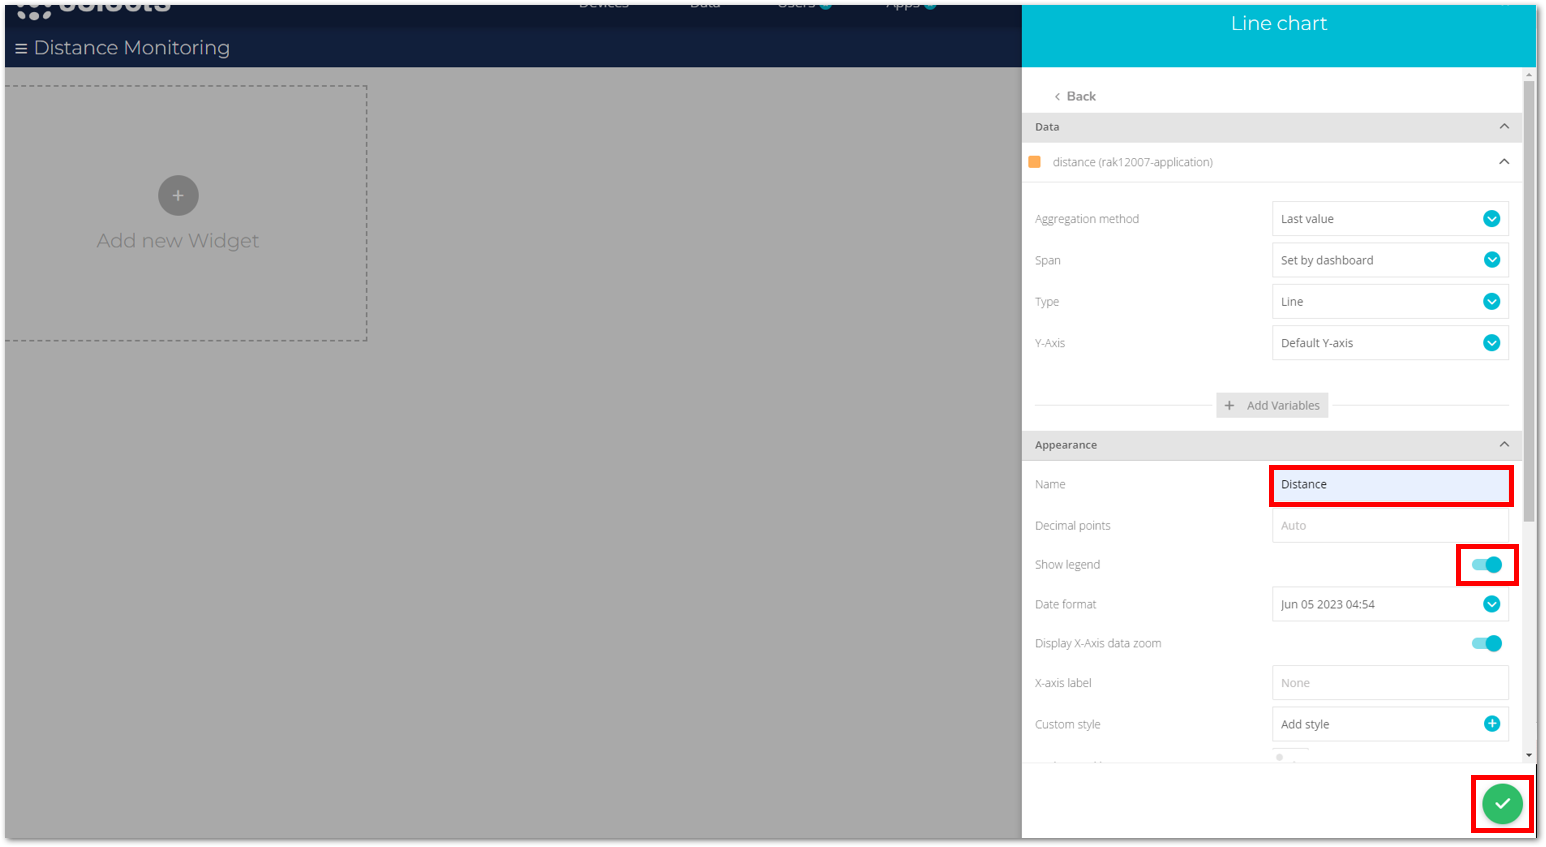 Devices Data Users Apps
Line chart
Distance Monitoring
Back
Data
distance (rak12007-application)
Aggregation method Last value
Span Set by dashboard
Type Line
Y-Axis Default Y-axis
+ Add Variables
Appearance
Name Distance
Decimal points Auto
Show legend
Date format Jun 05 2023 04:54
Display X-Axis data zoom
X-axis label None
Custom style Add style
Add new Widget